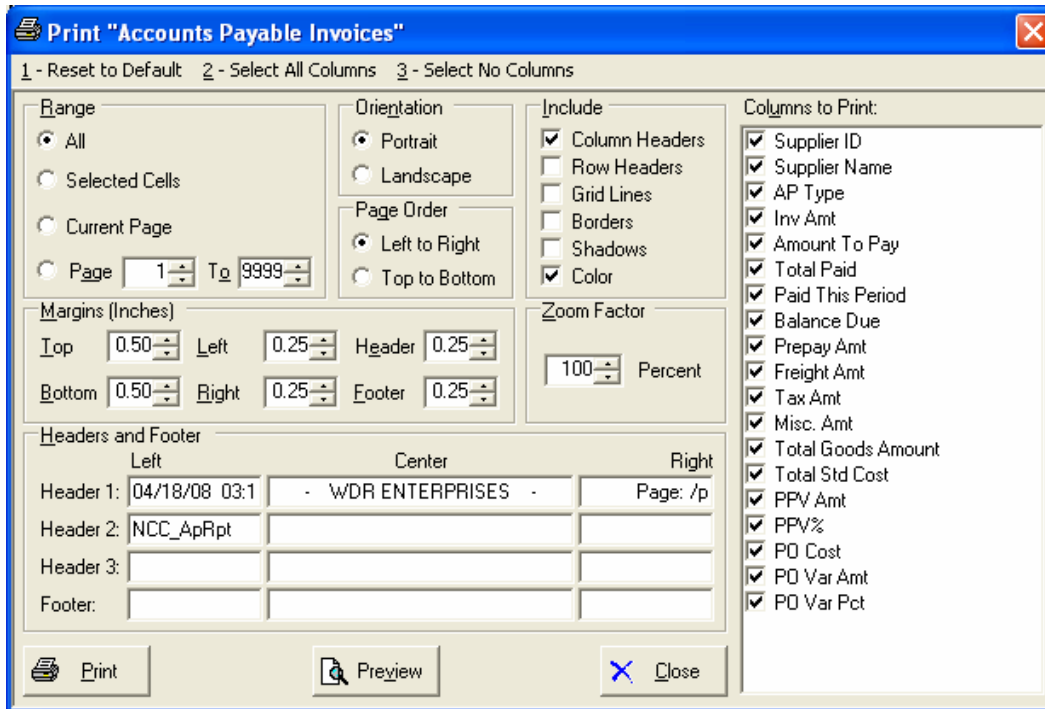 Print "Accounts Payable Invoices"
1 - Reset to Default 2 - Select All Columns 3 - Select No Columns
Range
All
Selected Cells
Current Page
Page 1 To 9999
Orientation
Portrait
Landscape
Page Order
Left to Right
Top to Bottom
Include
Column Headers
Row Headers
Grid Lines
Borders
Shadows
Color
Margins (Inches)
Top 0.50 Left 0.25 Header 0.25
Bottom 0.50 Right 0.25 Footer 0.25
Zoom Factor
100 Percent
Headers and Footer
Left Center Right
Header 1: 04/18/08 03:1 - WDR ENTERPRISES - Page: /p
Header 2: NCC_ApRpt
Header 3:
Footer:
Print Preview Close
Columns to Print:
Supplier ID
Supplier Name
AP Type
Inv Amt
Amount To Pay
Total Paid
Paid This Period
Balance Due
Prepay Amt
Freight Amt
Tax Amt
Misc. Amt
Total Goods Amount
Total Std Cost
PPV Amt
PPV%
PO Cost
PO Var Amt
PO Var Pct